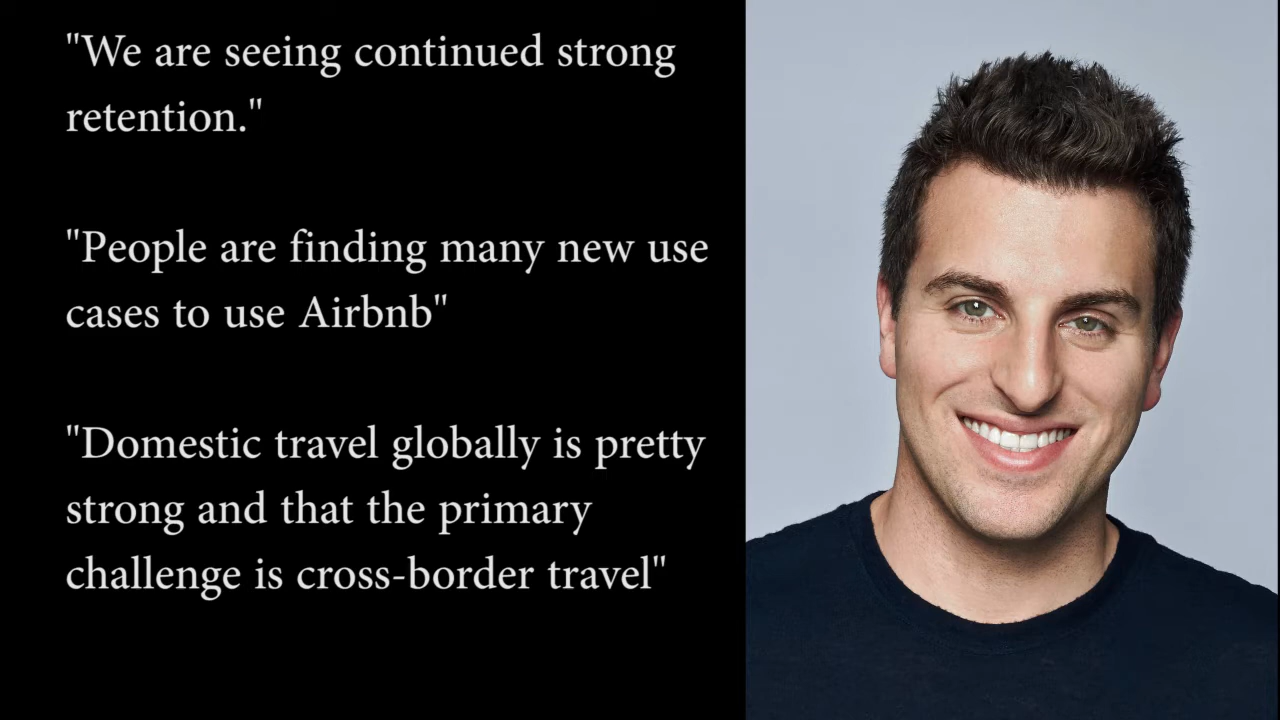 "We are seeing continued strong
retention."
"People are finding many new use
cases to use Airbnb"
"Domestic travel globally is pretty
strong and that the primary
challenge is cross-border travel"